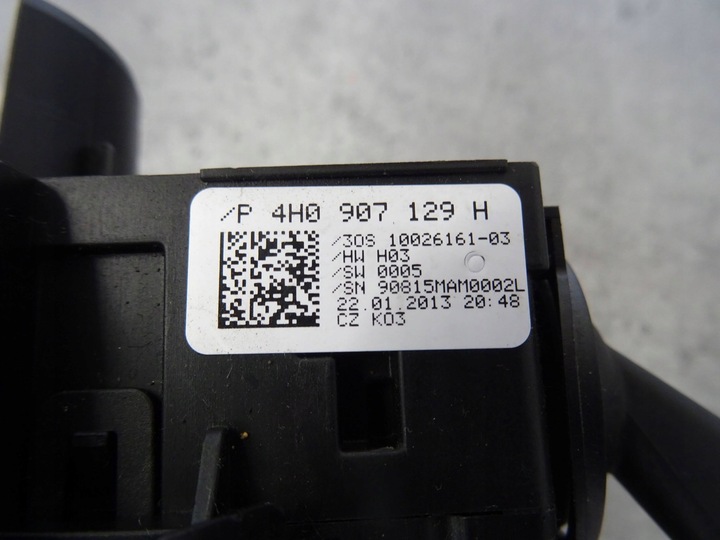 /P 4H0 907 129 H
/3OS 10026161-03
/HW H03
/SW 0005
/SN 90815MAM0002L
22.01.2013 20:48
CZ K03